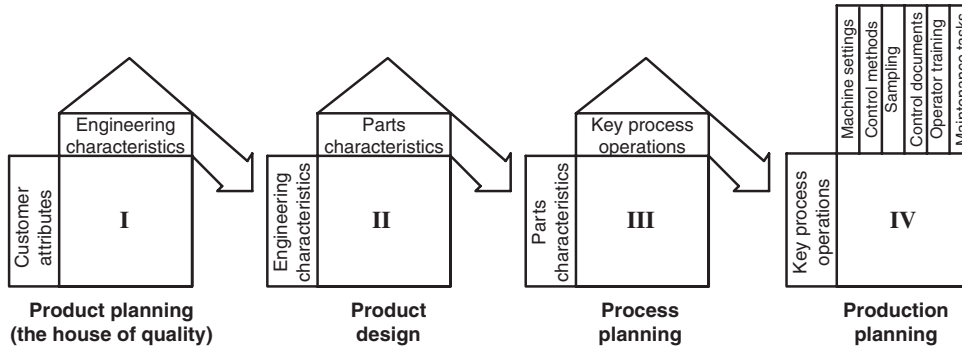 Engineering
characteristics
Customer
attributes
I
Product planning
(the house of quality)
Parts
characteristics
Engineering
characteristics
II
Product
design
Key process
operations
Parts
characteristics
III
Process
planning
Machine settings
Control methods
Sampling
Control documents
Operator training
Maintenance tasks
Key process
operations
IV
Production
planning